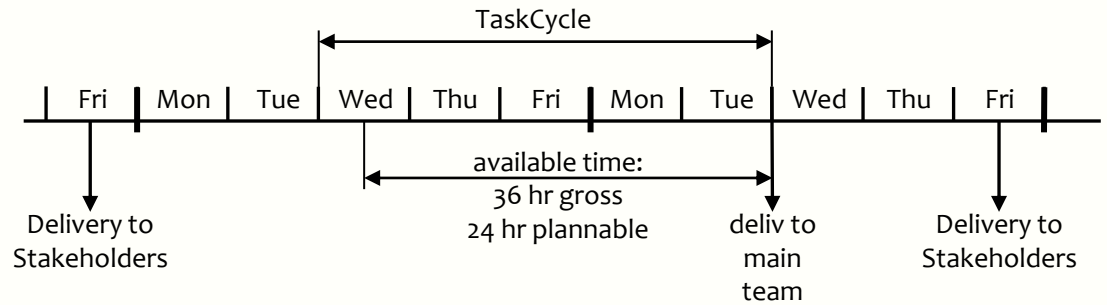 TaskCycle
Fri Mon Tue Wed Thu Fri Mon Tue Wed Thu Fri
available time:
36 hr gross
24 hr plannable
Delivery to
Stakeholders
deliv to
main
team
Delivery to
Stakeholders